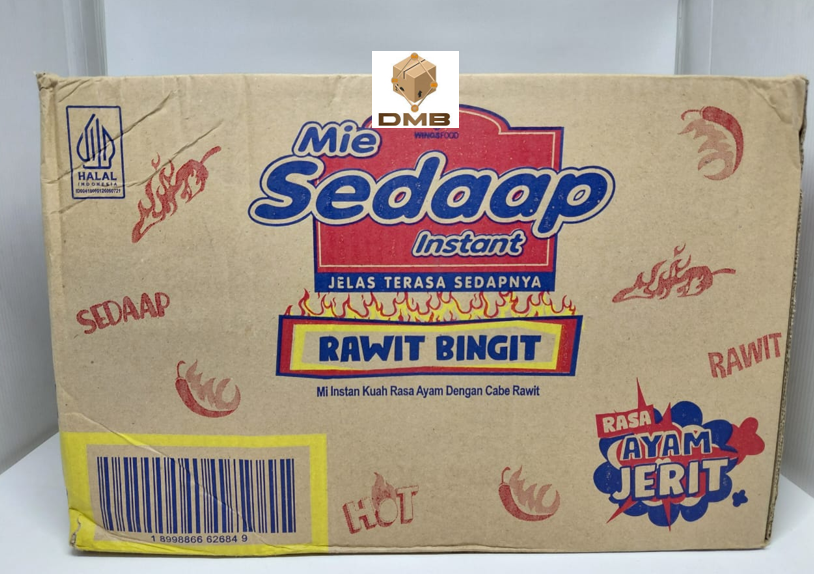 DMB
WINGSFOOD
Mie
Sedaap
Instant
JELAS TERASA SEDAPNYA
HALAL
INDONESIA
SEDAAP
RAWIT BINGIT
Mi Instan Kuah Rasa Ayam Dengan Cabe Rawit
RAWIT
RASA
AYAM
JERIT
HOT
1 8998866 62684 9